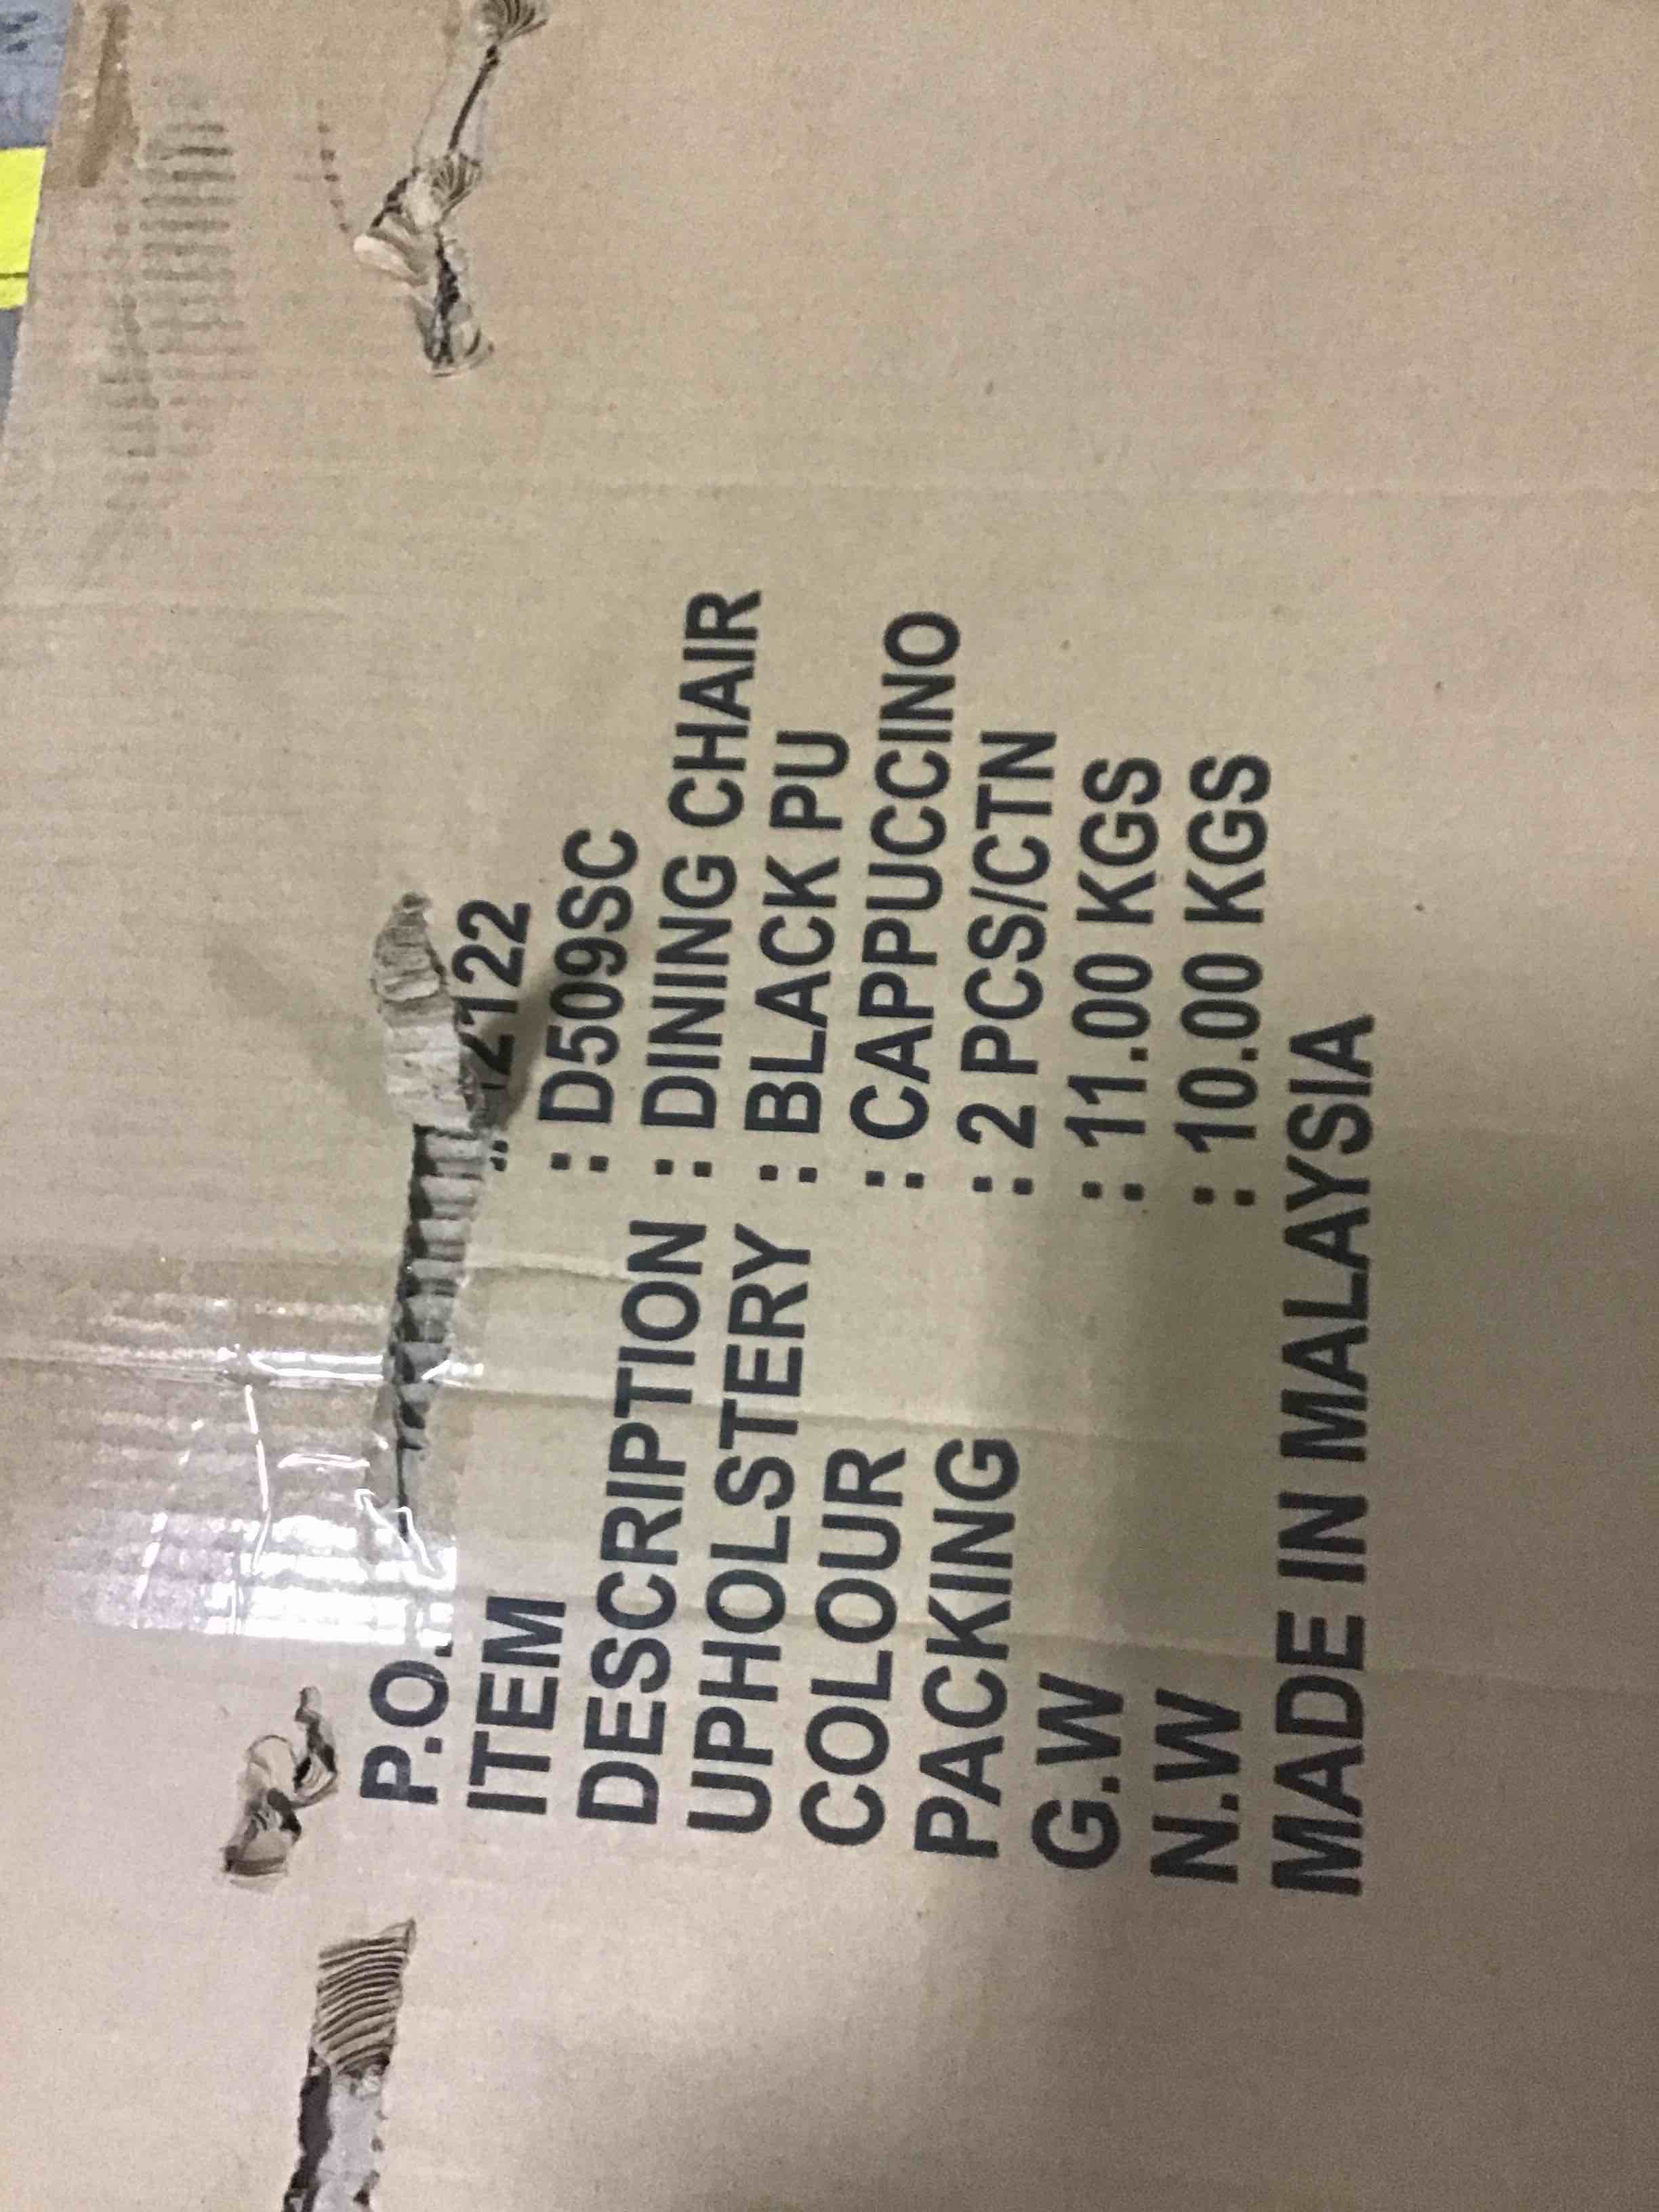 P.O.
ITEM : D509SC
DESCRIPTION : DINING CHAIR
UPHOLSTERY : BLACK PU
COLOUR : CAPPUCCINO
PACKING : 2 PCS/CTN
G.W : 11.00 KGS
N.W : 10.00 KGS
MADE IN MALAYSIA